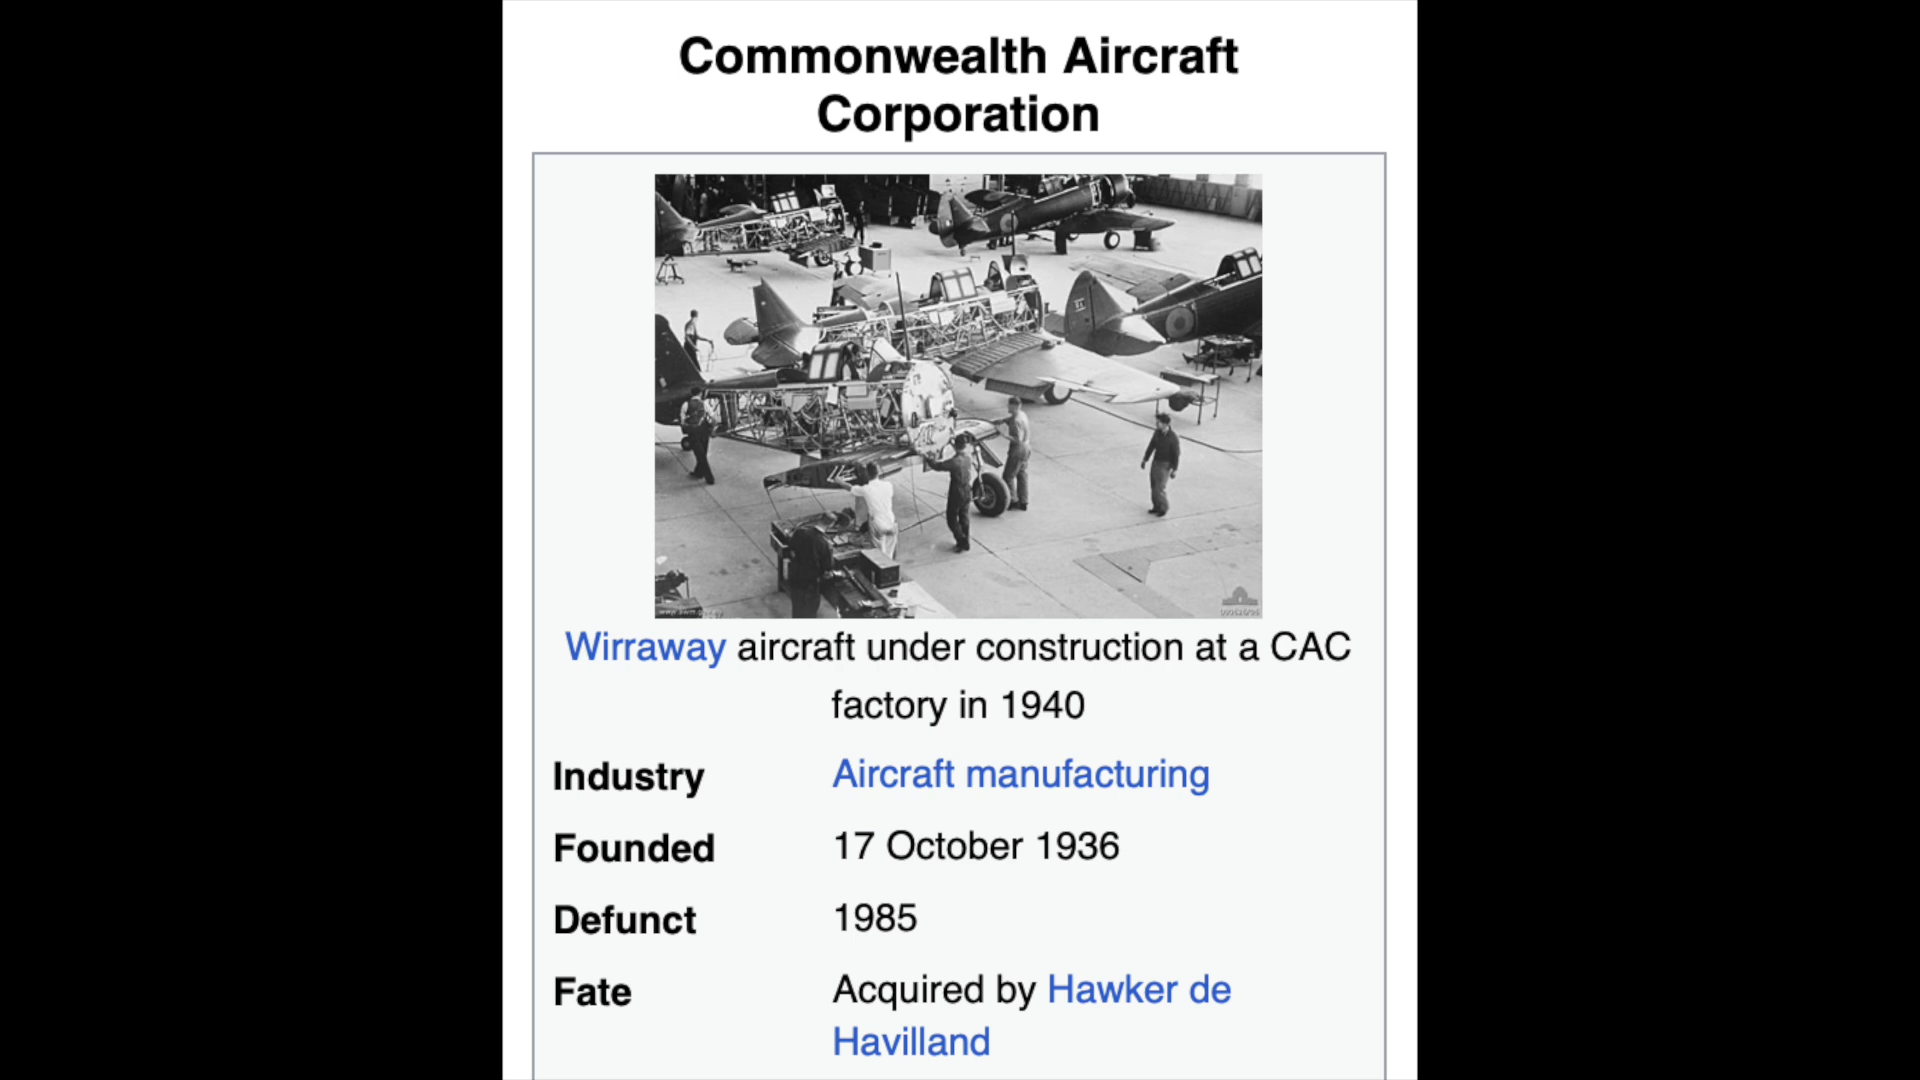 Commonwealth Aircraft
Corporation
Wirraway aircraft under construction at a CAC
factory in 1940
Industry
Aircraft manufacturing
Founded
17 October 1936
Defunct
1985
Fate
Acquired by Hawker de
Havilland